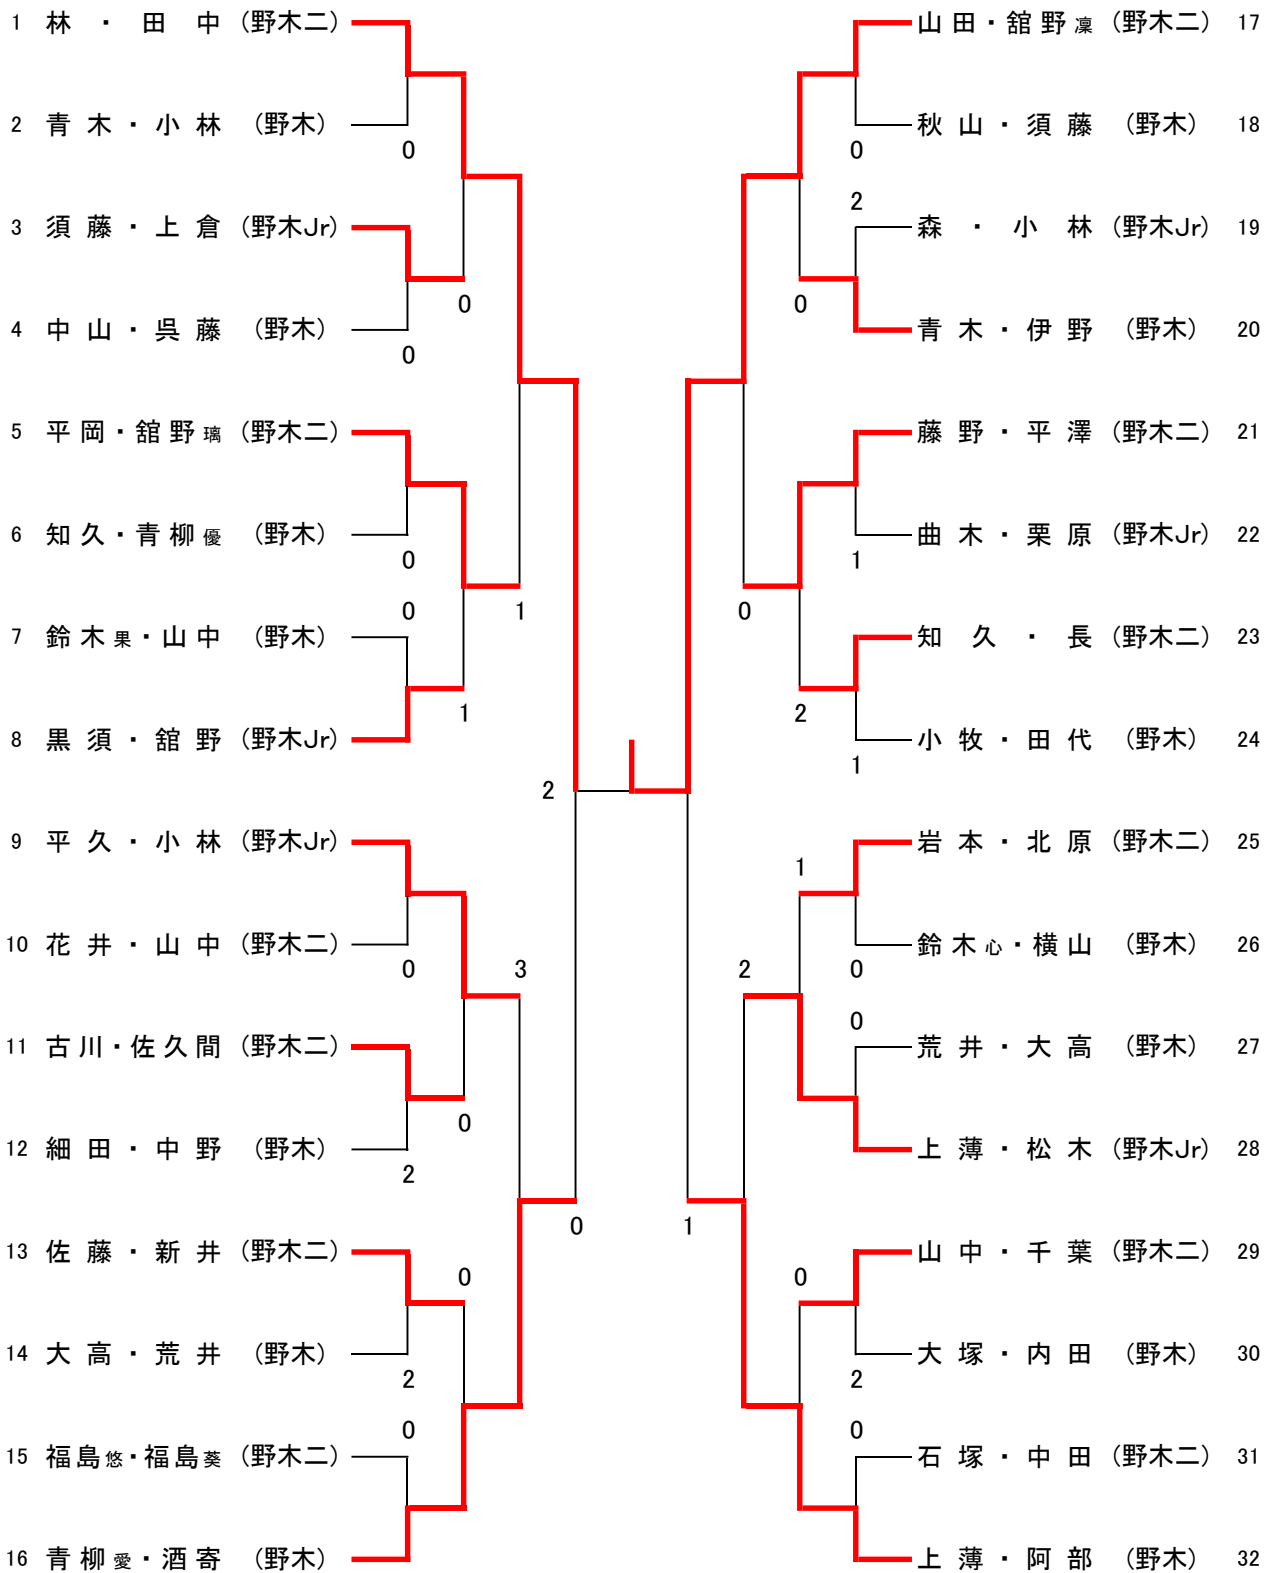 1 林・田中 (野木二)
0
2 青木・小林 (野木)
3 須藤・上倉 (野木Jr)
0
4 中山・呉藤 (野木)
0
5 平岡・舘野璃 (野木二)
6 知久・青柳優 (野木)
0
0
1
7 鈴木果・山中 (野木)
1
8 黒須・舘野 (野木Jr)
2
9 平久・小林 (野木Jr)
10 花井・山中 (野木二)
0
3
11 古川・佐久間 (野木二)
0
12 細田・中野 (野木)
2
0
13 佐藤・新井 (野木二)
0
14 大高・荒井 (野木)
2
0
15 福島悠・福島葵 (野木二)
16 青柳愛・酒寄 (野木)
山田・舘野凜 (野木二) 17
秋山・須藤 (野木) 18
0
2
森・小林 (野木Jr) 19
0
青木・伊野 (野木) 20
藤野・平澤 (野木二) 21
曲木・栗原 (野木Jr) 22
1
0
知久・長 (野木二) 23
2
小牧・田代 (野木) 24
1
岩本・北原 (野木二) 25
1
鈴木心・横山 (野木) 26
0
2
0
荒井・大高 (野木) 27
上薄・松木 (野木Jr) 28
1
山中・千葉 (野木二) 29
0
大塚・内田 (野木) 30
2
0
石塚・中田 (野木二) 31
上薄・阿部 (野木) 32